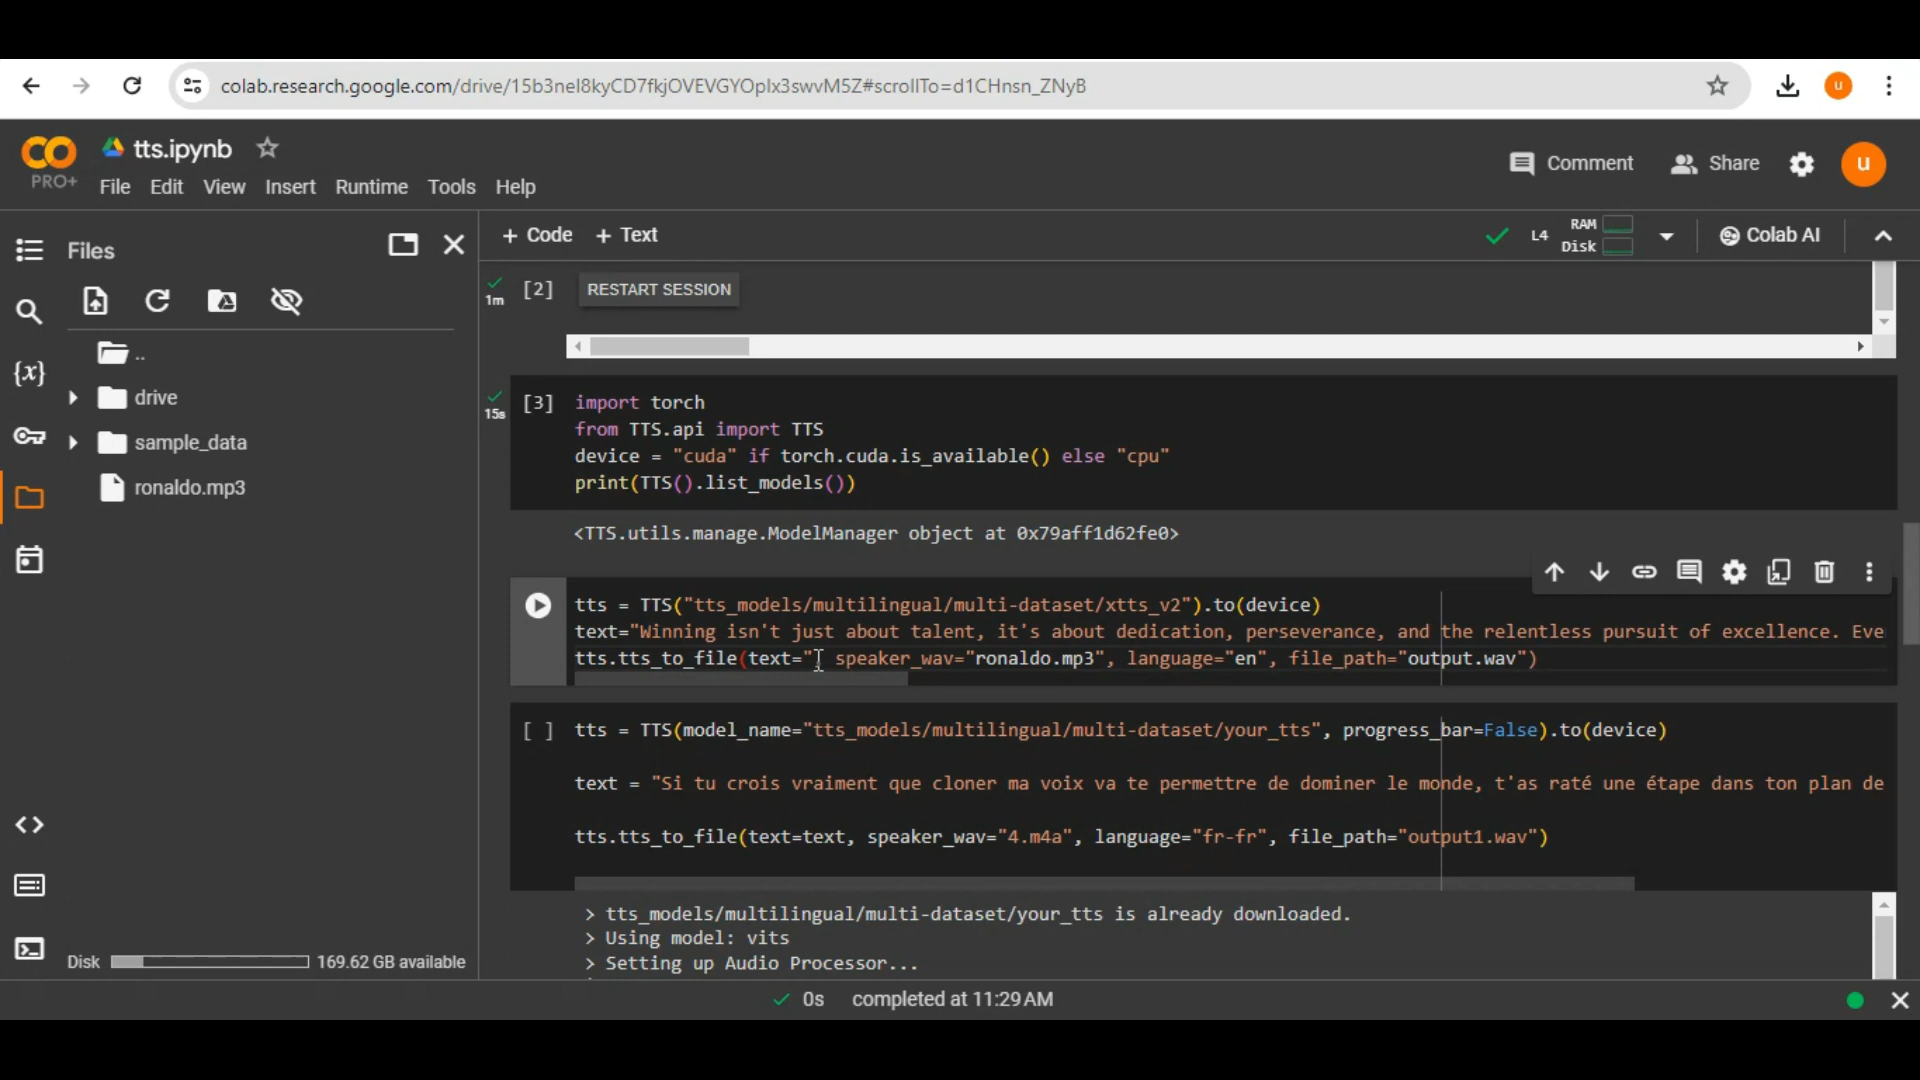 colab.research.google.com/drive/15b3nel8kyCD7fkjOVEVGYOplx3swvM5Z#scrollTo=d1CHnsn_ZNyB
u
CO
PRO+
tts.ipynb
File Edit View Insert Runtime Tools Help
Comment
Share
u
Files
+ Code + Text
L4
RAM
Disk
Colab AI
..
drive
sample_data
ronaldo.mp3
{x}
Disk
169.62 GB available
1m
[2]
RESTART SESSION
15s
[3]
import torch
from TTS.api import TTS
device = "cuda" if torch.cuda.is_available() else "cpu"
print(TTS().list_models())
<TTS.utils.manage.ModelManager object at 0x79aff1d62fe0>
tts = TTS("tts_models/multilingual/multi-dataset/xtts_v2").to(device)
text="Winning isn't just about talent, it's about dedication, perseverance, and the relentless pursuit of excellence. Eve
tts.tts_to_file(text=", speaker_wav="ronaldo.mp3", language="en", file_path="output.wav")
[ ]
tts = TTS(model_name="tts_models/multilingual/multi-dataset/your_tts", progress_bar=False).to(device)
text = "Si tu crois vraiment que cloner ma voix va te permettre de dominer le monde, t'as raté une étape dans ton plan de
tts.tts_to_file(text=text, speaker_wav="4.m4a", language="fr-fr", file_path="output1.wav")
> tts_models/multilingual/multi-dataset/your_tts is already downloaded.
> Using model: vits
> Setting up Audio Processor...
0s completed at 11:29 AM